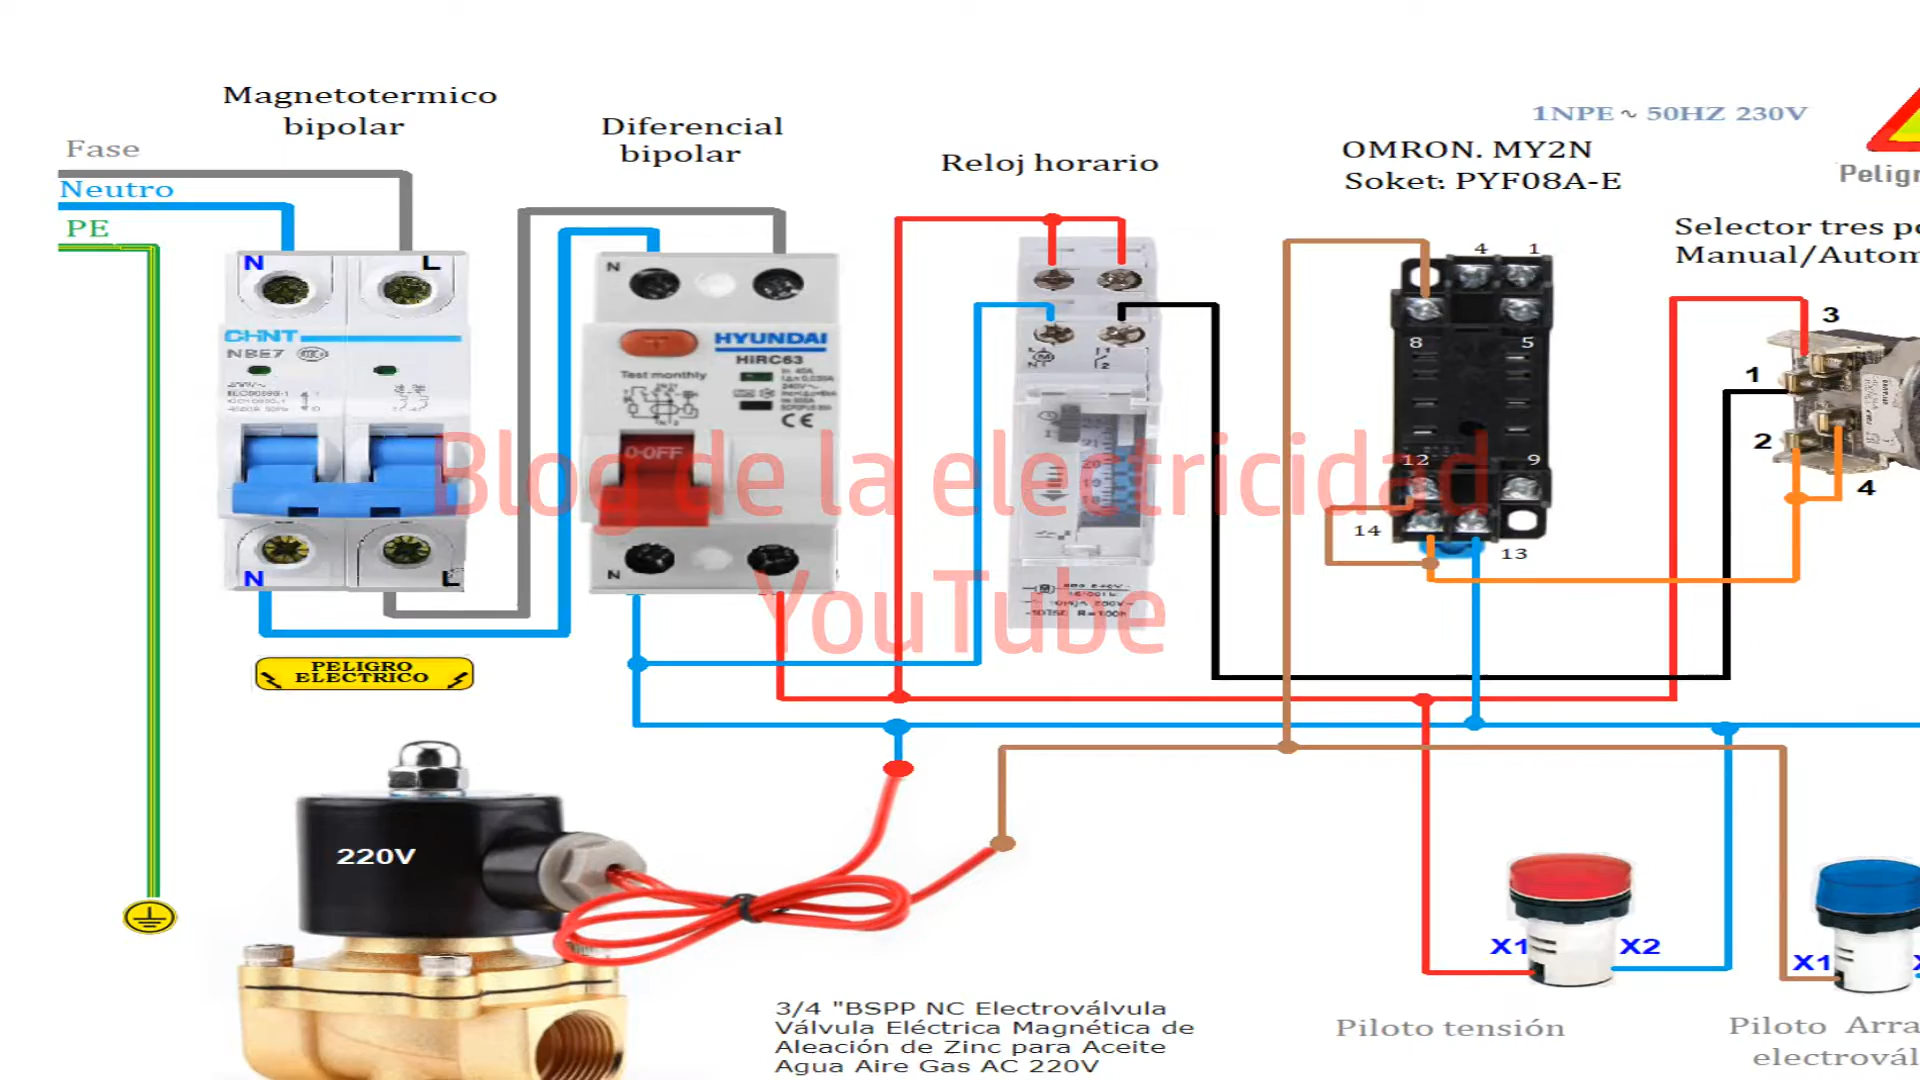 Magnetotermico
bipolar
Diferencial
bipolar
Reloj horario
1NPE ~ 50HZ 230V
OMRON. MY2N
Soket: PYF08A-E
Peligr
Selector tres po
Manual/Autom
Fase
Neutro
PE
N
L
CHNT
NBE7
N
L
N
HYUNDAI
HIRC63
Test monthly
CE
0-OFF
N
4
1
8
5
12
9
14
13
3
1
2
4
Blog de la electricidad
YouTube
PELIGRO
ELECTRICO
220V
X1
X2
X1
Piloto tensión
Piloto Arra
electrovál
3/4 "BSPP NC Electroválvula
Válvula Eléctrica Magnética de
Aleación de Zinc para Aceite
Agua Aire Gas AC 220V